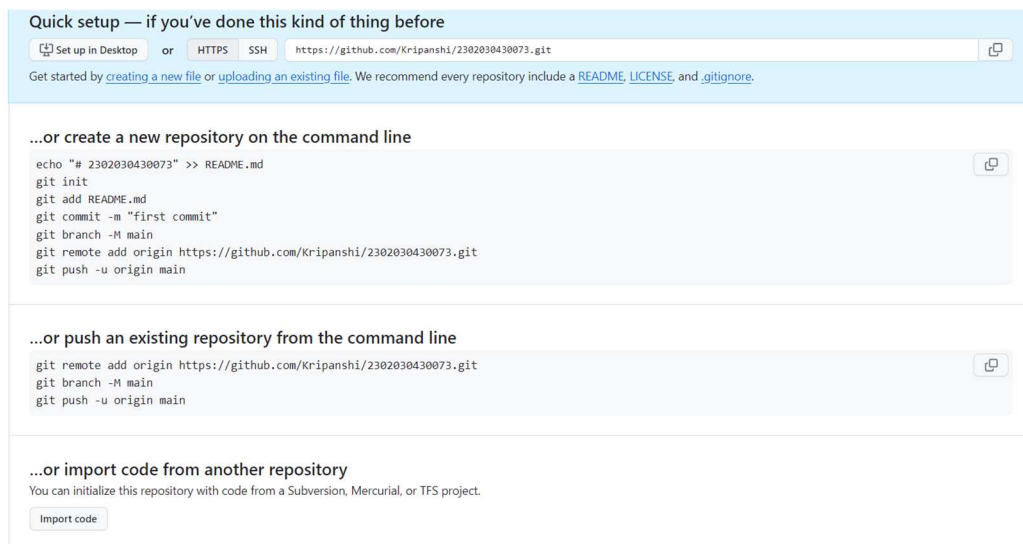 Quick setup — if you’ve done this kind of thing before
Set up in Desktop or HTTPS SSH https://github.com/Kripanshi/2302030430073.git
Get started by creating a new file or uploading an existing file. We recommend every repository include a README, LICENSE, and .gitignore.
...or create a new repository on the command line
echo "# 2302030430073" >> README.md
git init
git add README.md
git commit -m "first commit"
git branch -M main
git remote add origin https://github.com/Kripanshi/2302030430073.git
git push -u origin main
...or push an existing repository from the command line
git remote add origin https://github.com/Kripanshi/2302030430073.git
git branch -M main
git push -u origin main
...or import code from another repository
You can initialize this repository with code from a Subversion, Mercurial, or TFS project.
Import code